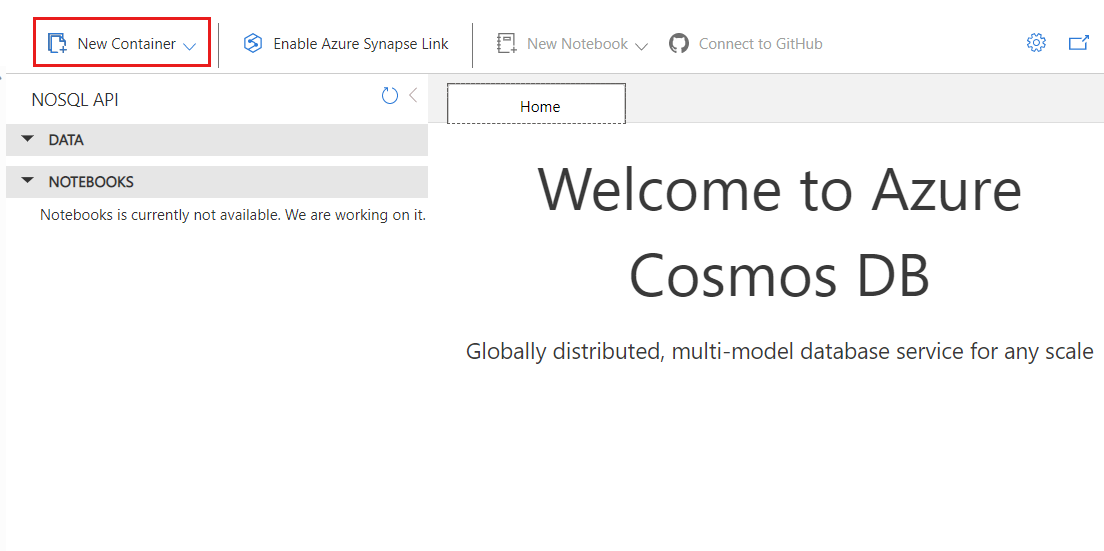 New Container
Enable Azure Synapse Link
New Notebook
Connect to GitHub
NOSQL API
Home
DATA
NOTEBOOKS
Notebooks is currently not available. We are working on it.
Welcome to Azure
Cosmos DB
Globally distributed, multi-model database service for any scale